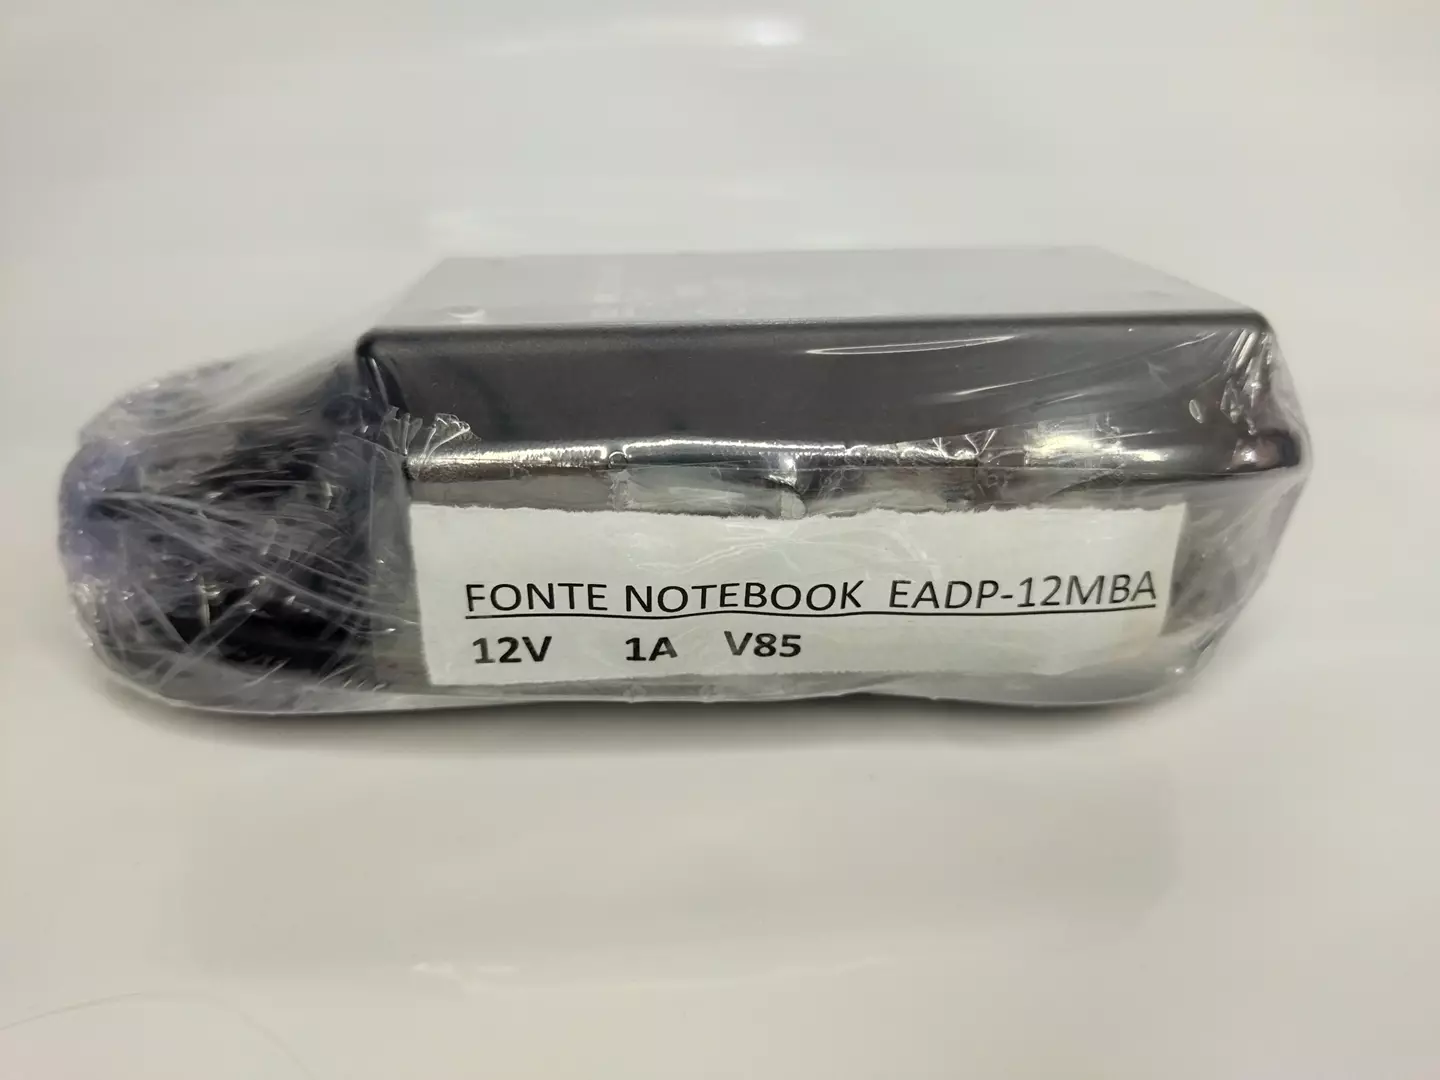 FONTE NOTEBOOK EADP-12MBA
12V 1A V85